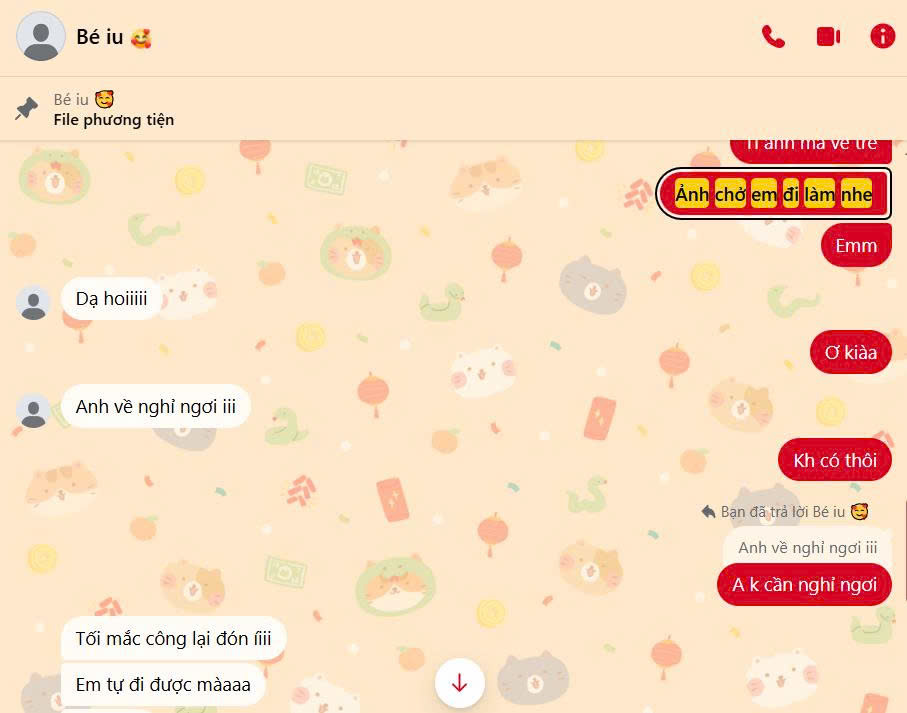 Bé iu 🥰
Bé iu 🥰
File phương tiện
Tí anh mà về trễ
Ảnh chở em đi làm nhe
Emm
Dạ hoiiiii
Ơ kiàa
Anh về nghỉ ngơi iii
Kh có thôi
Bạn đã trả lời Bé iu 🥰
Anh về nghỉ ngơi iii
A k cần nghỉ ngơi
Tối mắc công lại đón íiii
Em tự đi được màaaa